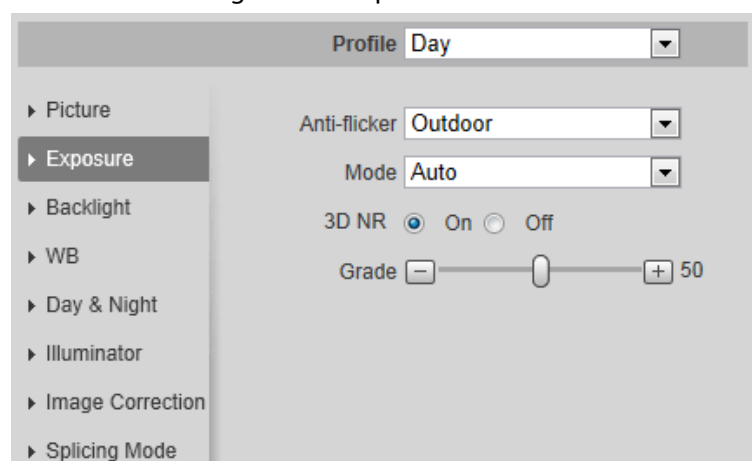 Profile Day
Picture
Exposure
Backlight
WB
Day & Night
Illuminator
Image Correction
Splicing Mode
Anti-flicker Outdoor
Mode Auto
3D NR On Off
Grade 50